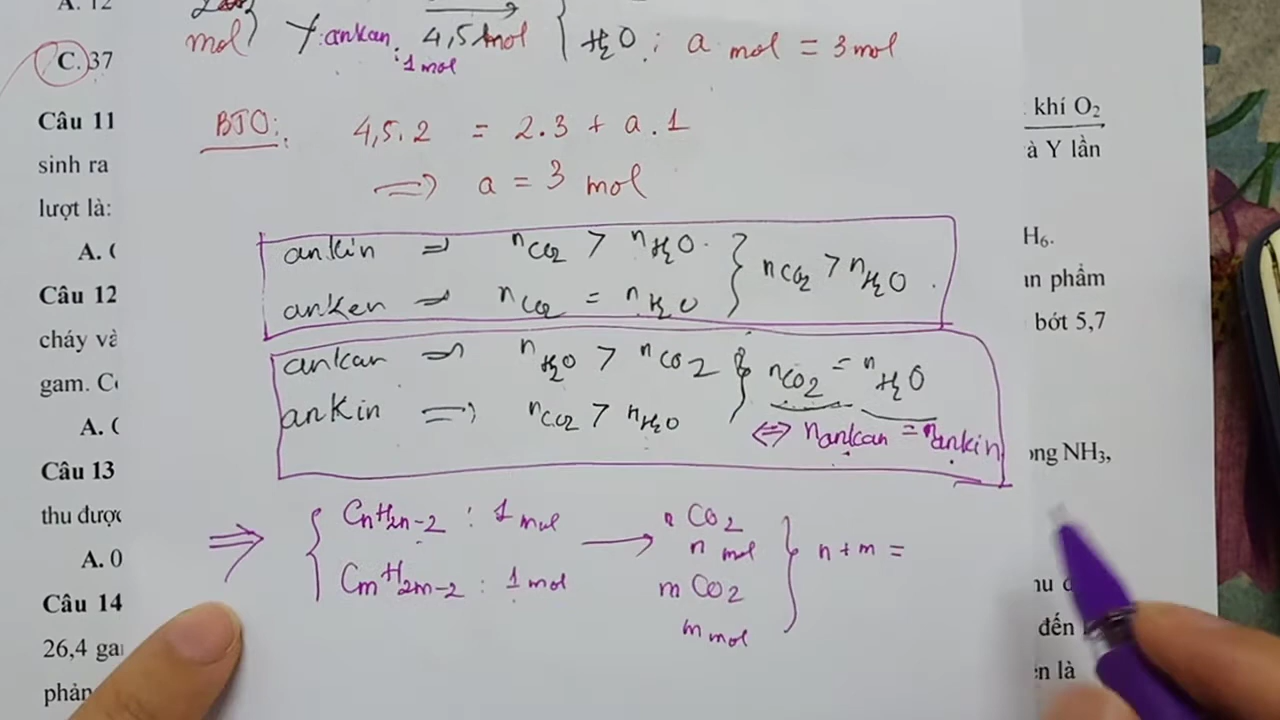 A. 12
mol } Y: ankan: 4,5 mol { H2O : a mol = 3 mol
1 mol
C. 37
BTO: 4,5.2 = 2.3 + a.1
=> a = 3 mol
ankin => nCO2 > nH2O
anken => nCO2 = nH2O } nCO2 > nH2O
ankan => nH2O > nCO2 } nCO2 = nH2O
ankin => nCO2 > nH2O <=> nankan = nankin
=> { CnH2n-2 : 1 mol → n CO2 } n + m =
n mol
CmH2m-2 : 1 mol m CO2
m mol
Câu 11
sinh ra
lượt là:
A. C
Câu 12
cháy và
gam. C
A. C
Câu 13
thu được
A. 0
Câu 14
26,4 ga
phản
khí O2
à Y lần
H6.
ản phẩm
bớt 5,7
ong NH3,
đến
ên là